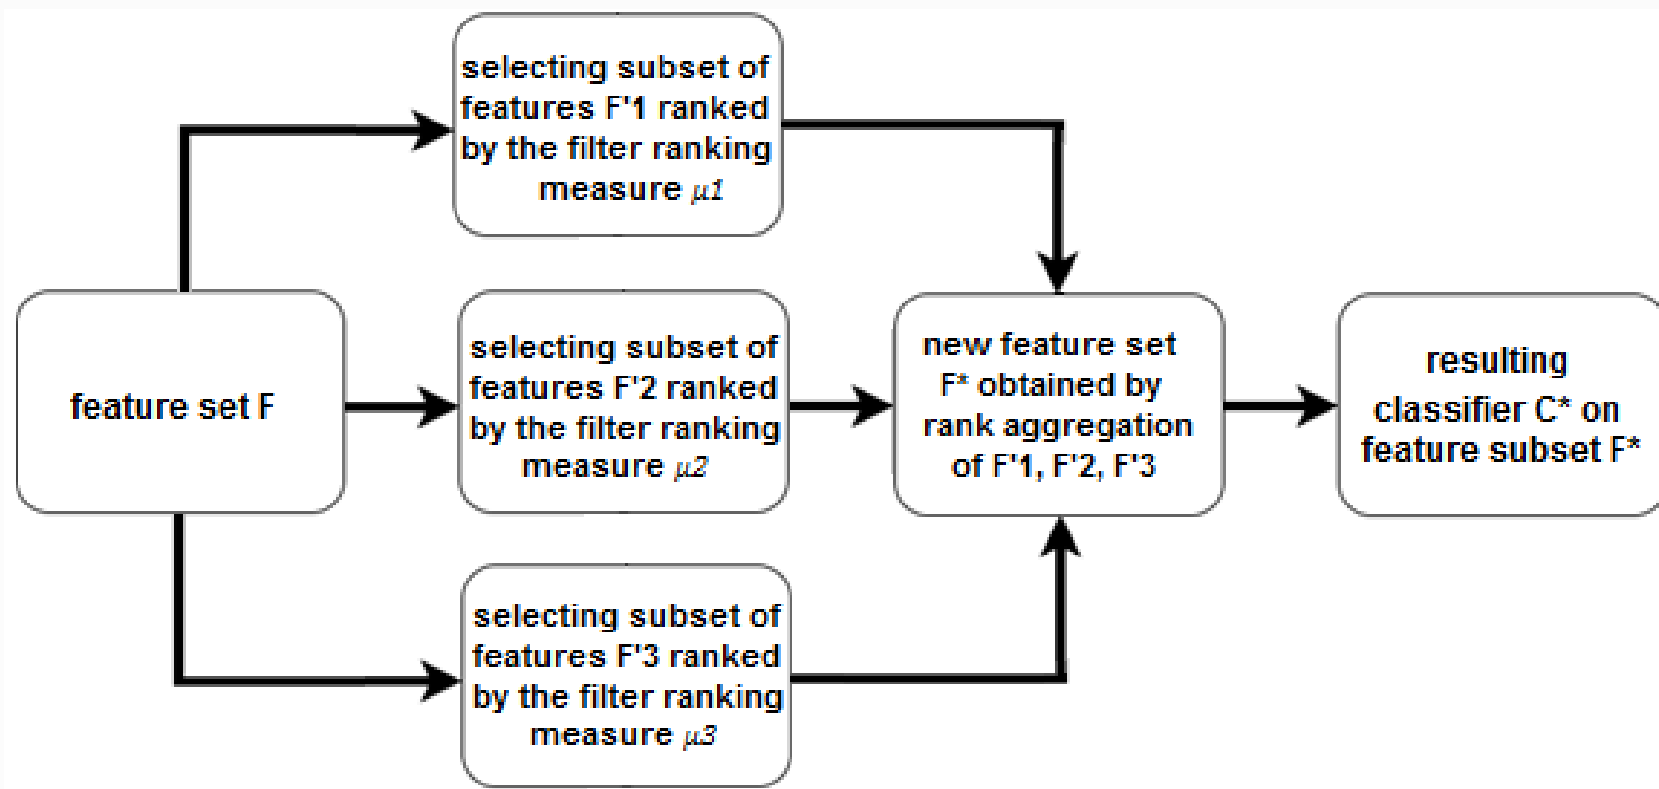 selecting subset of
features F'1 ranked
by the filter ranking
measure μ1
feature set F
selecting subset of
features F'2 ranked
by the filter ranking
measure μ2
new feature set
F* obtained by
rank aggregation
of F'1, F'2, F'3
resulting
classifier C* on
feature subset F*
selecting subset of
features F'3 ranked
by the filter ranking
measure μ3